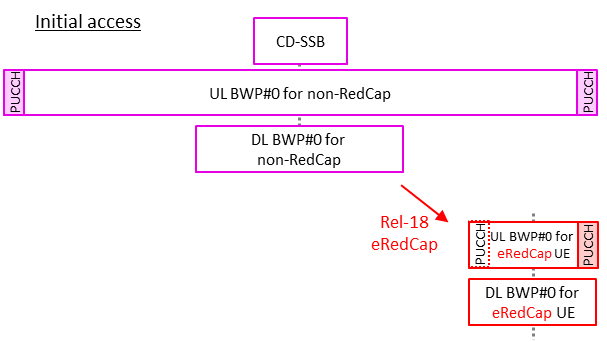 Initial access
CD-SSB
PUCCH
UL BWP#0 for non-RedCap
PUCCH
DL BWP#0 for
non-RedCap
Rel-18
eRedCap
PUCCH
UL BWP#0 for
eRedCap UE
PUCCH
DL BWP#0 for
eRedCap UE